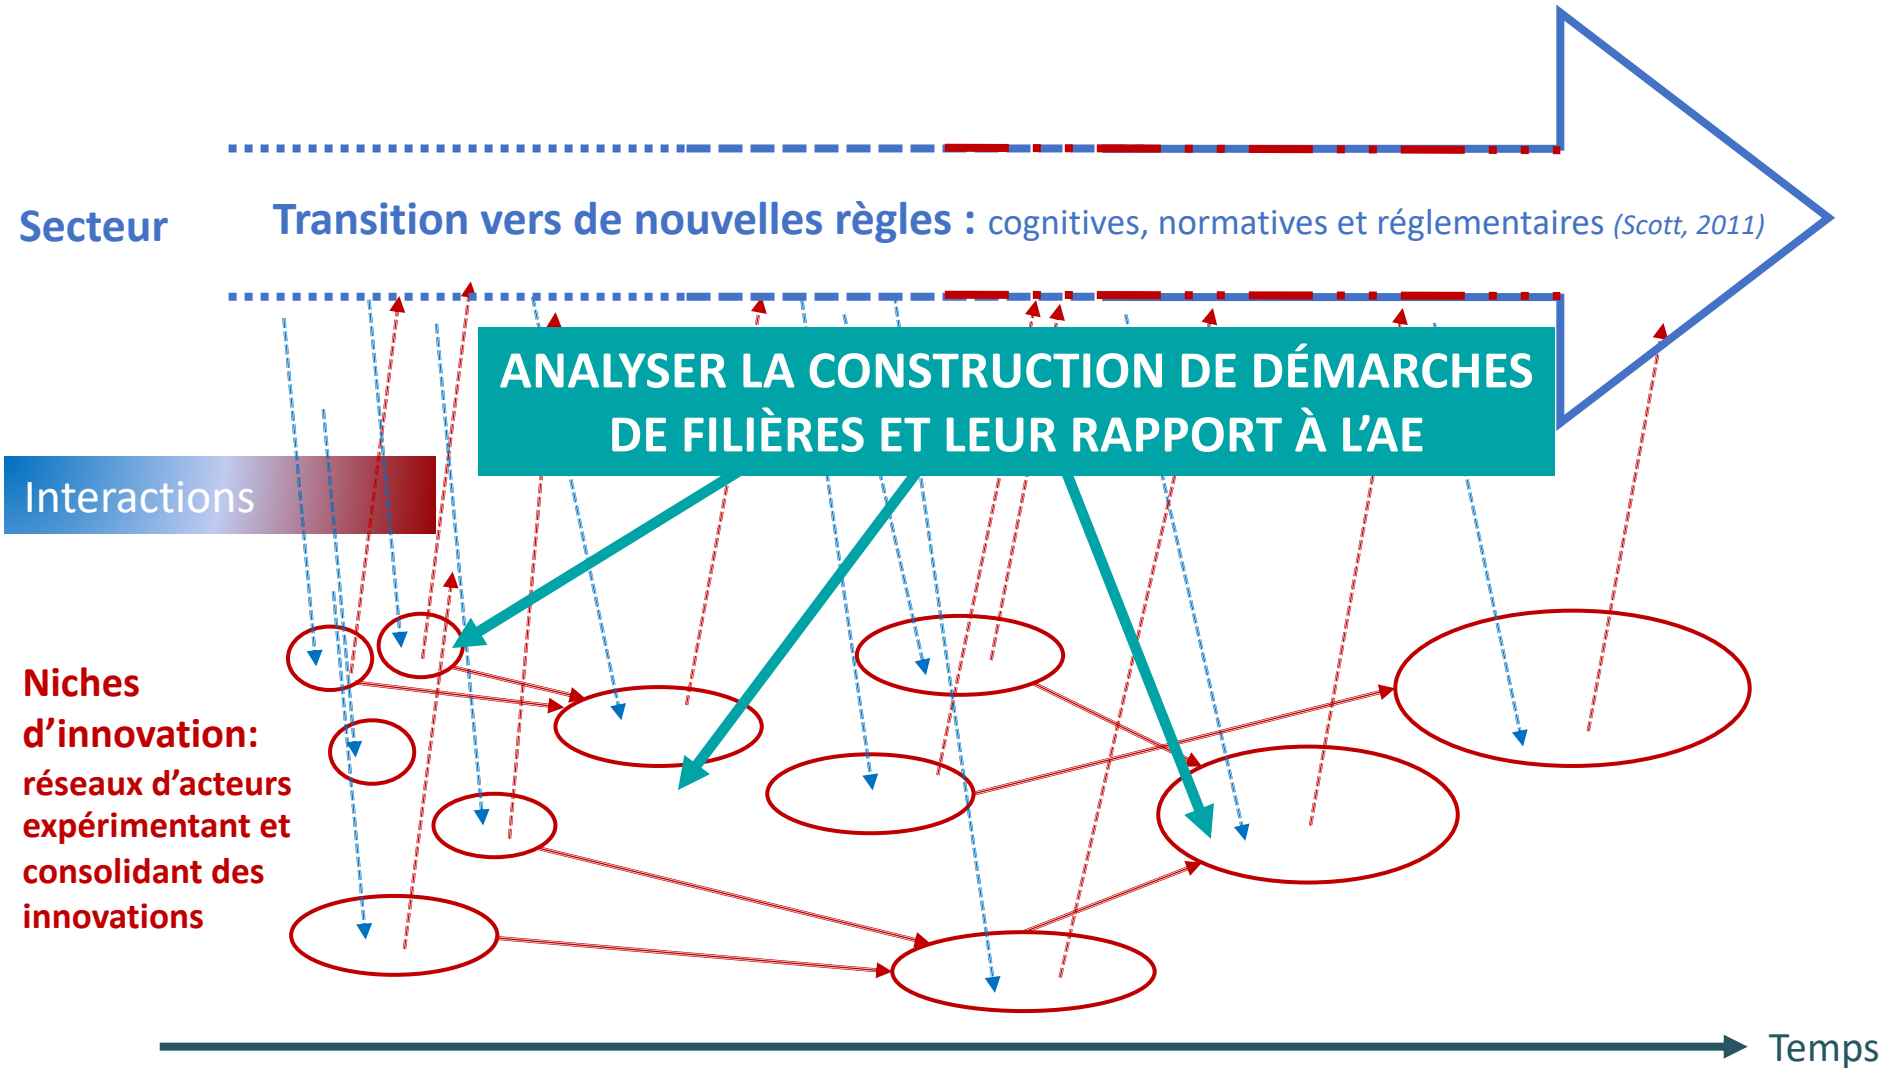 Secteur
Transition vers de nouvelles règles : cognitives, normatives et réglementaires (Scott, 2011)
ANALYSER LA CONSTRUCTION DE DÉMARCHES
DE FILIÈRES ET LEUR RAPPORT À L’AE
Interactions
Niches
d’innovation:
réseaux d’acteurs
expérimentant et
consolidant des
innovations
Temps